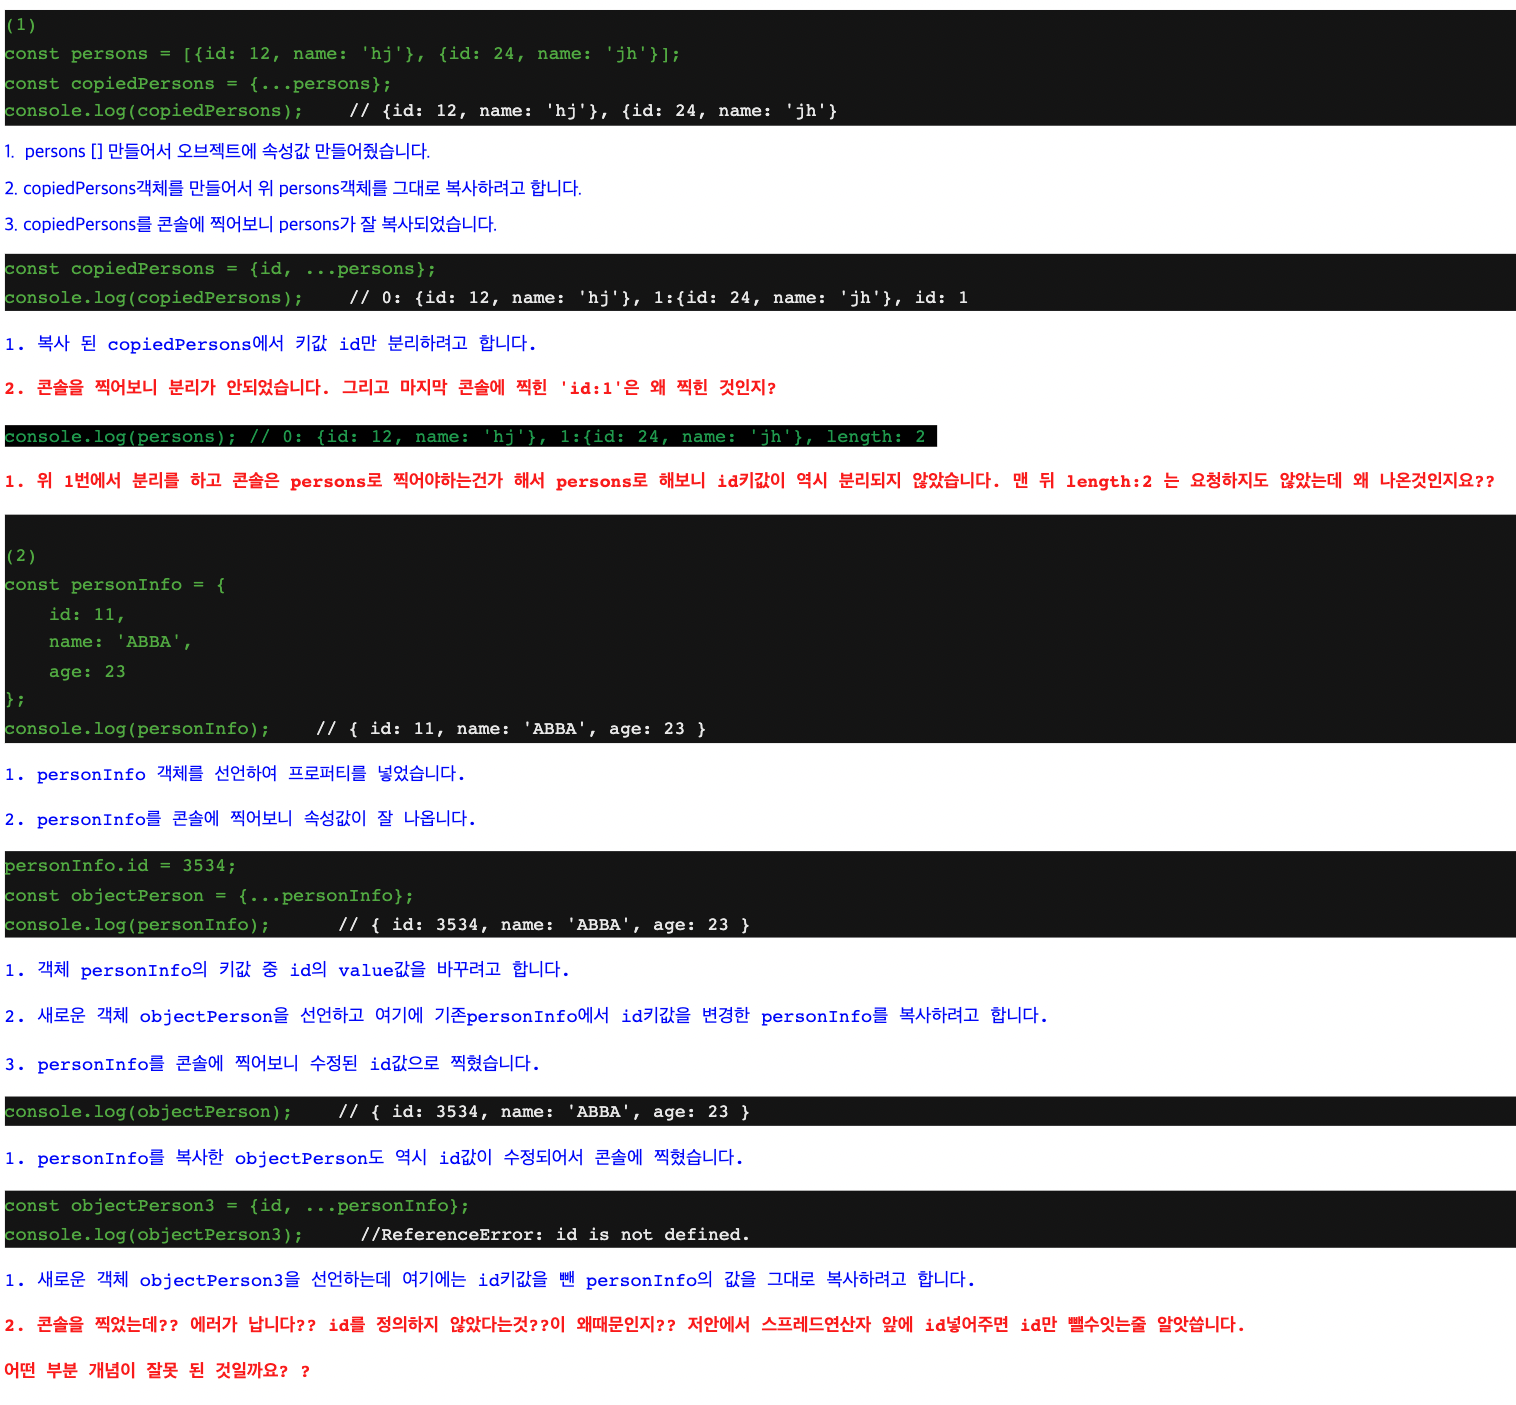 (1)
const persons = [{id: 12, name: 'hj'}, {id: 24, name: 'jh'}];
const copiedPersons = {...persons};
console.log(copiedPersons);    // {id: 12, name: 'hj'}, {id: 24, name: 'jh'}
1.  persons [] 만들어서 오브젝트에 속성값 만들어줬습니다.
2. copiedPersons객체를 만들어서 위 persons객체를 그대로 복사하려고 합니다.
3. copiedPersons를 콘솔에 찍어보니 persons가 잘 복사되었습니다.
const copiedPersons = {id, ...persons};
console.log(copiedPersons);    // 0: {id: 12, name: 'hj'}, 1:{id: 24, name: 'jh'}, id: 1
1. 복사 된 copiedPersons에서 키값 id만 분리하려고 합니다.
2. 콘솔을 찍어보니 분리가 안되었습니다. 그리고 마지막 콘솔에 찍힌 'id:1'은 왜 찍힌 것인지?
console.log(persons); // 0: {id: 12, name: 'hj'}, 1:{id: 24, name: 'jh'}, length: 2
1. 위 1번에서 분리를 하고 콘솔은 persons로 찍어야하는건가 해서 persons로 해보니 id키값이 역시 분리되지 않았습니다. 맨 뒤 length:2 는 요청하지도 않았는데 왜 나온것인지요??
(2)
const personInfo = {
    id: 11,
    name: 'ABBA',
    age: 23
};
console.log(personInfo);    // { id: 11, name: 'ABBA', age: 23 }
1. personInfo 객체를 선언하여 프로퍼티를 넣었습니다.
2. personInfo를 콘솔에 찍어보니 속성값이 잘 나옵니다.
personInfo.id = 3534;
const objectPerson = {...personInfo};
console.log(personInfo);      // { id: 3534, name: 'ABBA', age: 23 }
1. 객체 personInfo의 키값 중 id의 value값을 바꾸려고 합니다.
2. 새로운 객체 objectPerson을 선언하고 여기에 기존personInfo에서 id키값을 변경한 personInfo를 복사하려고 합니다.
3. personInfo를 콘솔에 찍어보니 수정된 id값으로 찍혔습니다.
console.log(objectPerson);    // { id: 3534, name: 'ABBA', age: 23 }
1. personInfo를 복사한 objectPerson도 역시 id값이 수정되어서 콘솔에 찍혔습니다.
const objectPerson3 = {id, ...personInfo};
console.log(objectPerson3);     //ReferenceError: id is not defined.
1. 새로운 객체 objectPerson3을 선언하는데 여기에는 id키값을 뺀 personInfo의 값을 그대로 복사하려고 합니다.
2. 콘솔을 찍었는데?? 에러가 납니다?? id를 정의하지 않았다는것??이 왜때문인지?? 저안에서 스프레드연산자 앞에 id넣어주면 id만 뺄수잇는줄 알앗씁니다.
어떤 부분 개념이 잘못 된 것일까요? ?